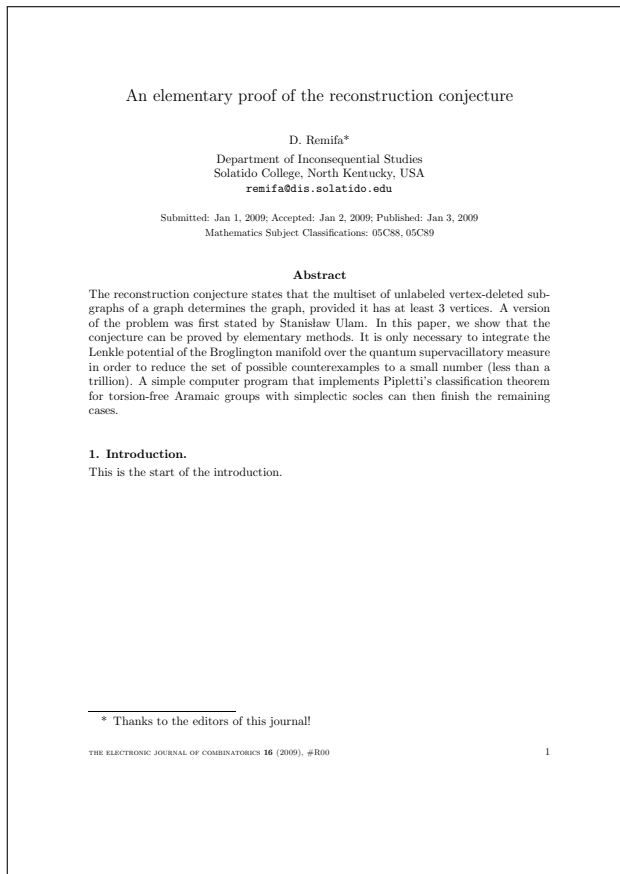 An elementary proof of the reconstruction conjecture
D. Remifa*
Department of Inconsequential Studies
Solatido College, North Kentucky, USA
remifa@dis.solatido.edu
Submitted: Jan 1, 2009; Accepted: Jan 2, 2009; Published: Jan 3, 2009
Mathematics Subject Classifications: 05C88, 05C89
Abstract
The reconstruction conjecture states that the multiset of unlabeled vertex-deleted sub-
graphs of a graph determines the graph, provided it has at least 3 vertices. A version
of the problem was first stated by Stanisław Ulam. In this paper, we show that the
conjecture can be proved by elementary methods. It is only necessary to integrate the
Lenkle potential of the Broglington manifold over the quantum supervacillatory measure
in order to reduce the set of possible counterexamples to a small number (less than a
trillion). A simple computer program that implements Pipletti's classification theorem
for torsion-free Aramaic groups with simplectic socles can then finish the remaining
cases.
1. Introduction.
This is the start of the introduction.
* Thanks to the editors of this journal!
THE ELECTRONIC JOURNAL OF COMBINATORICS 16 (2009), #R00 1